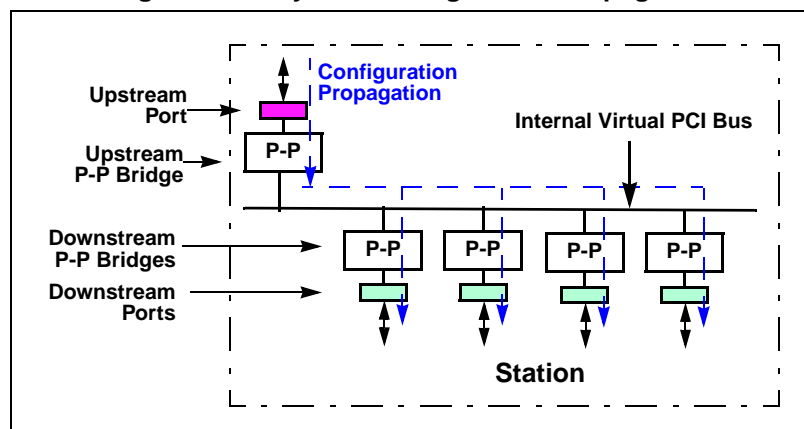 Configuration
Propagation
Upstream
Port
Internal Virtual PCI Bus
P-P
Upstream
P-P Bridge
Downstream
P-P Bridges
P-P
P-P
P-P
P-P
Downstream
Ports
Station